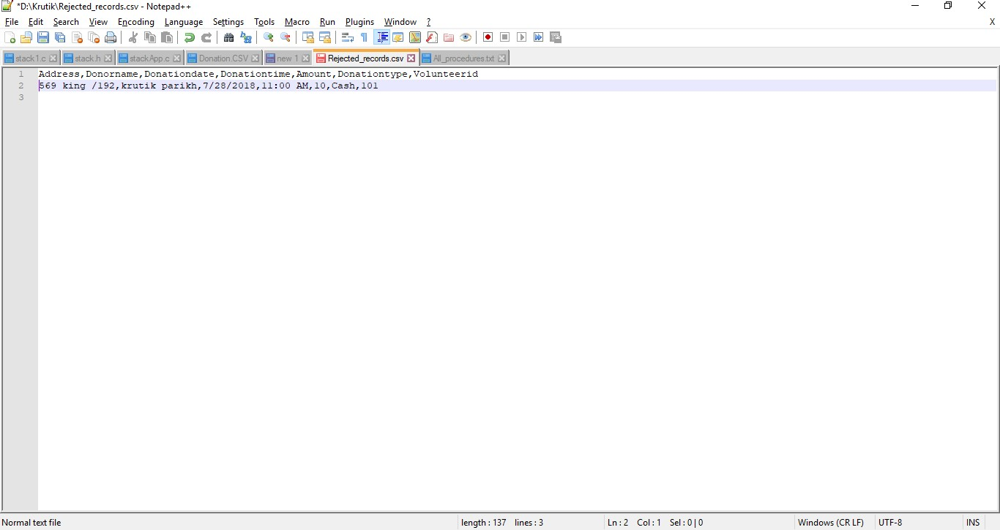 *D:\Krutik\Rejected_records.csv - Notepad++
File Edit Search View Encoding Language Settings Tools Macro Run Plugins Window ? X
stack1.c stack.h stackApp.c Donation.CSV new 1 Rejected_records.csv All_procedures.txt
1 Address,Donorname,Donationdate,Donationtime,Amount,Donationtype,Volunteerid
2 569 king /192,krutik parikh,7/28/2018,11:00 AM,10,Cash,101
3
Normal text file length : 137 lines : 3 Ln : 2 Col : 1 Sel : 0 | 0 Windows (CR LF) UTF-8 INS